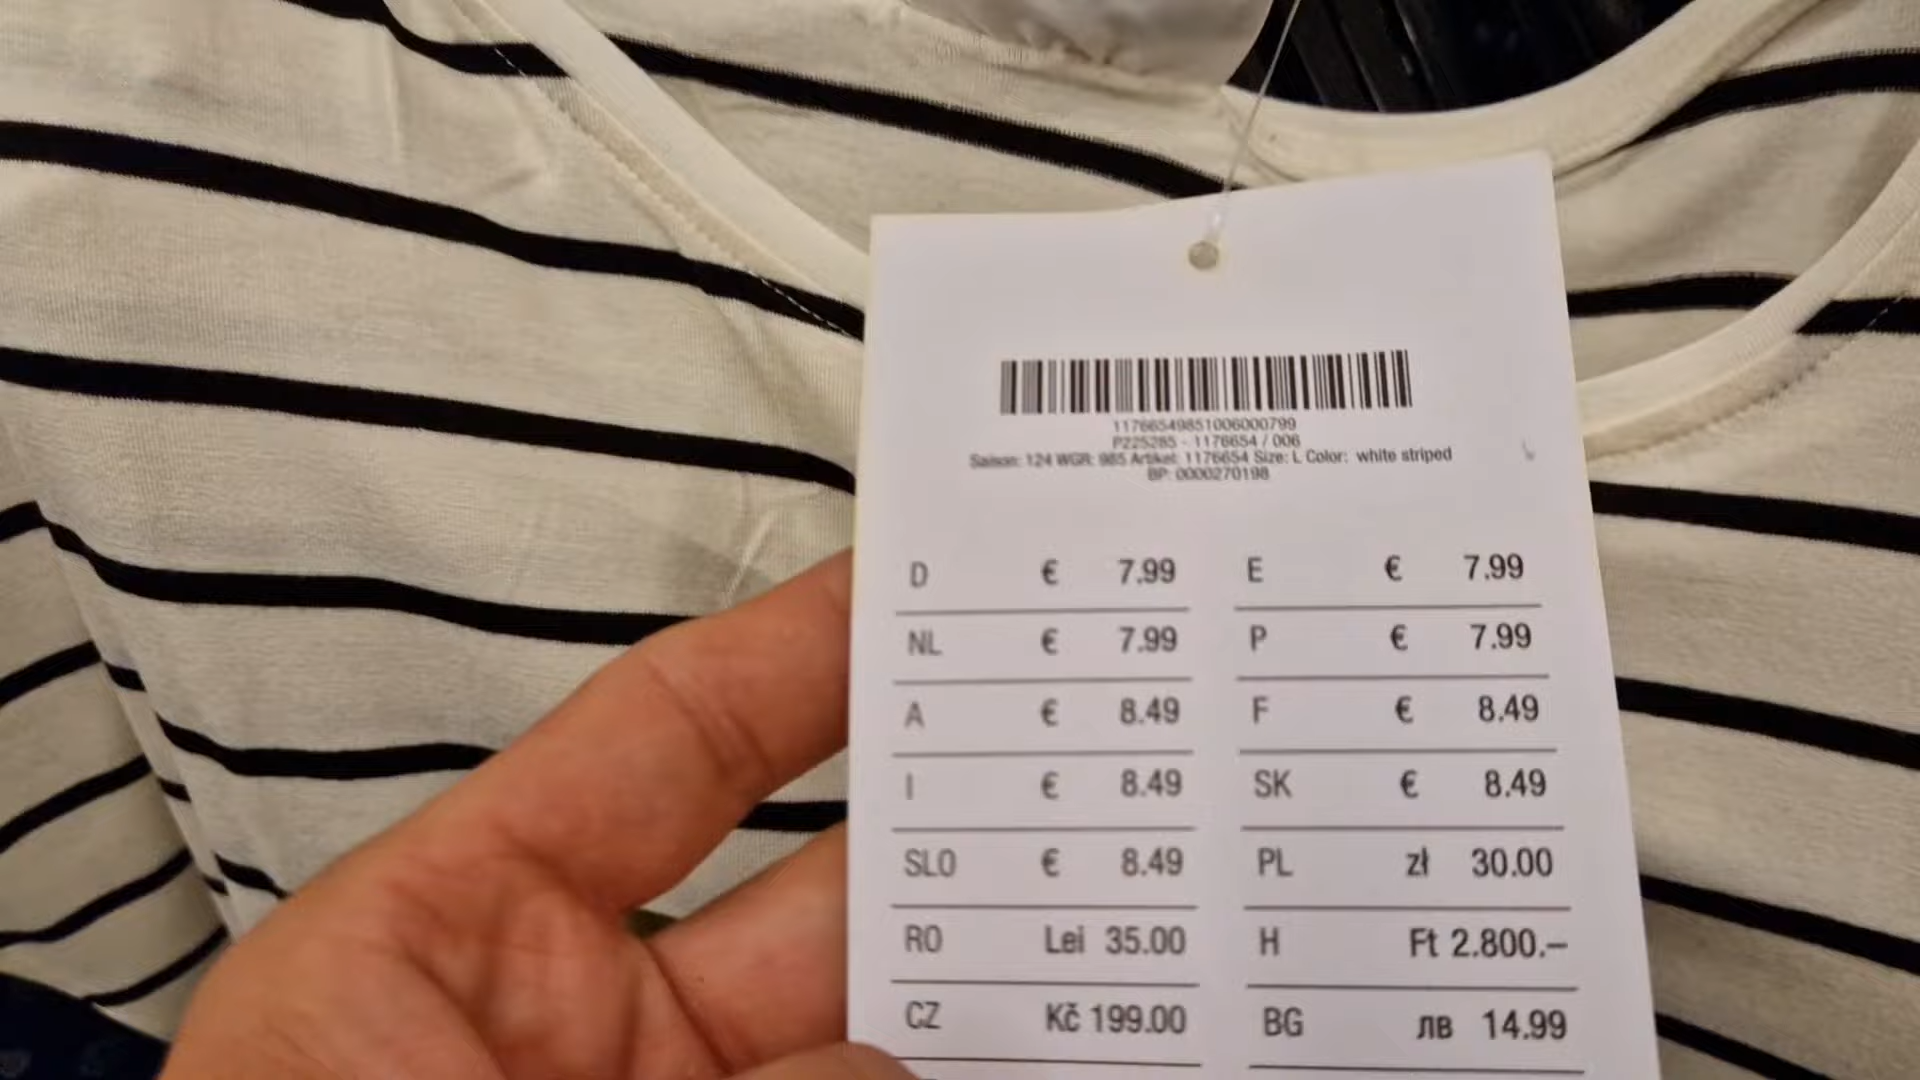 11766549851006000799
P225285 - 1176654 / 006
Saison: 124 WGR: 985 Artikel: 1176654 Size: L Color: white striped
BP: 0000270198
D € 7.99 E € 7.99
NL € 7.99 P € 7.99
A € 8.49 F € 8.49
I € 8.49 SK € 8.49
SLO € 8.49 PL zł 30.00
RO Lei 35.00 H Ft 2.800.–
CZ Kč 199.00 BG лв 14.99